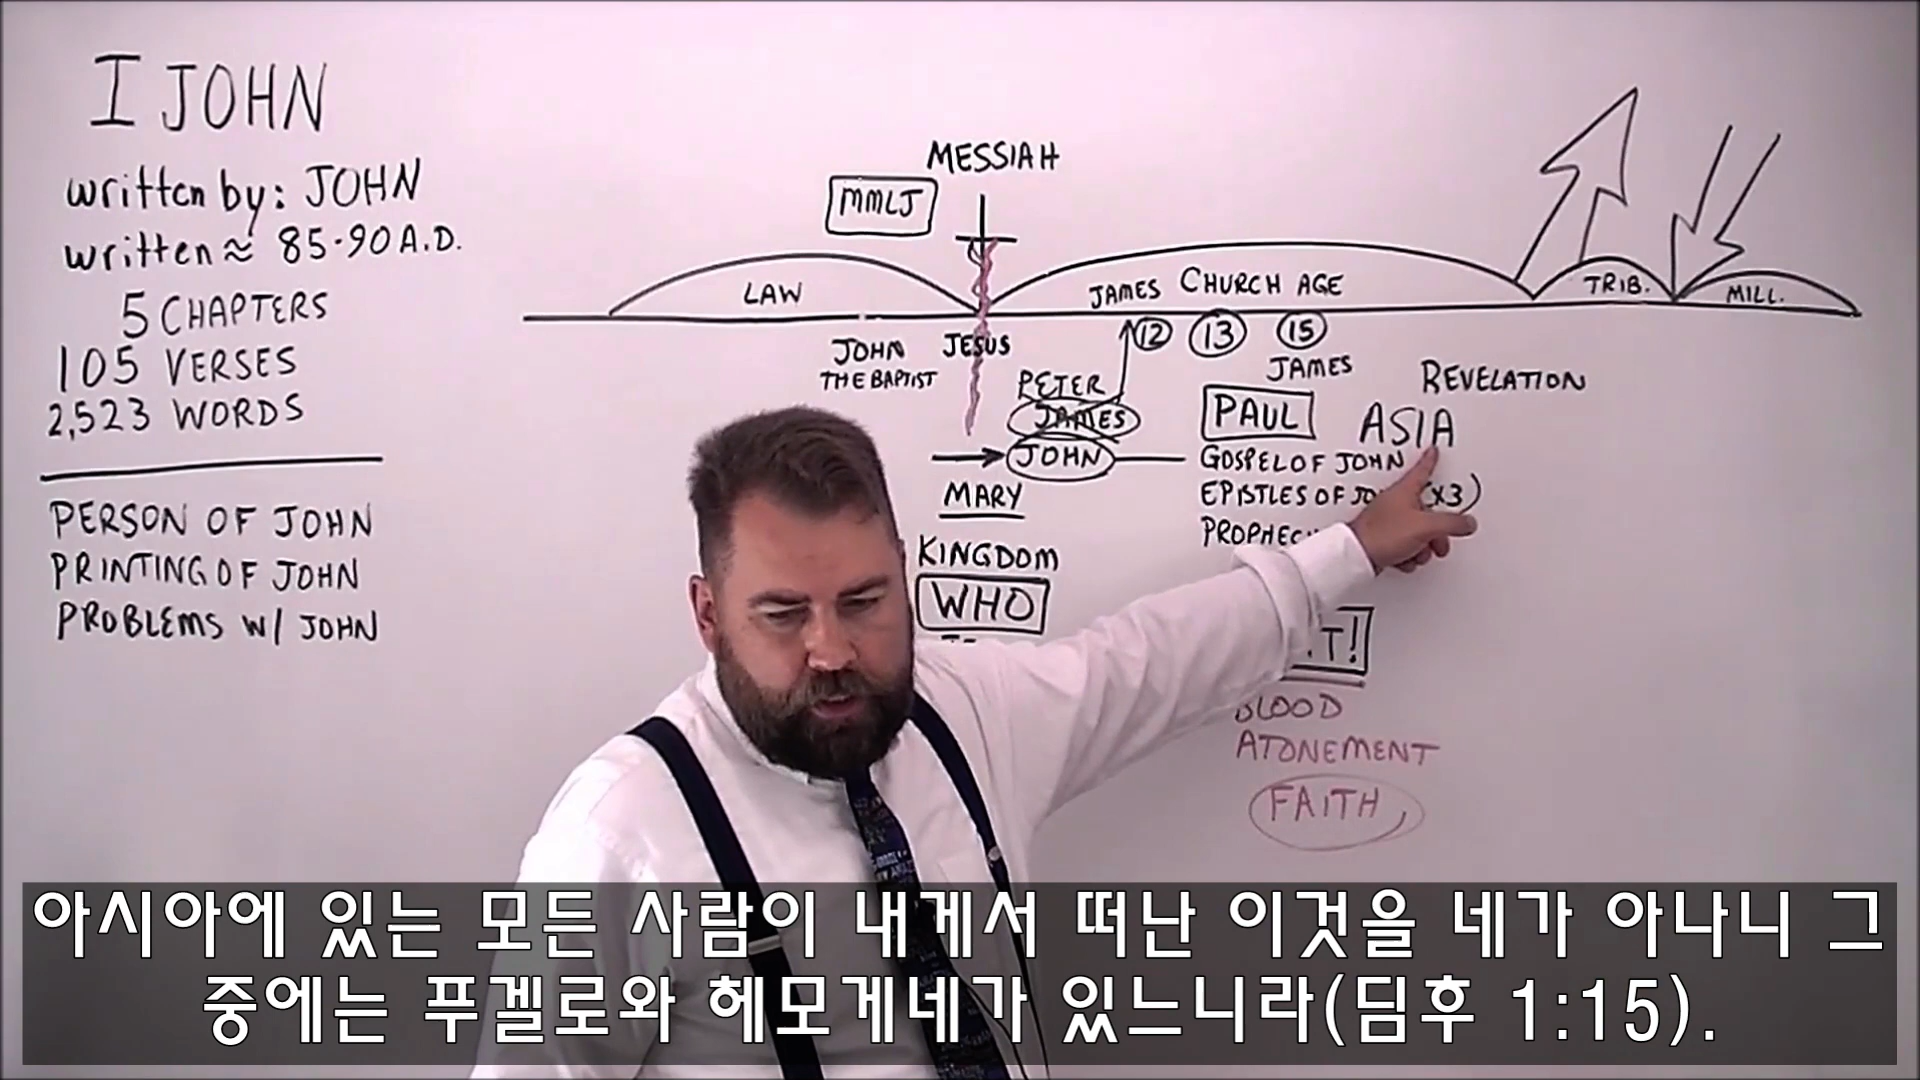 I JOHN
written by: JOHN
written ≈ 85-90 A.D.
5 CHAPTERS
105 VERSES
2,523 WORDS
PERSON OF JOHN
PRINTING OF JOHN
PROBLEMS W/ JOHN
MESSIAH
MMLJ
LAW
JAMES CHURCH AGE
TRIB.
MILL.
12 13 15
JOHN THE BAPTIST
JESUS
PETER
JAMES
JOHN
MARY
KINGDOM
WHO
JAMES
PAUL
ASIA
REVELATION
GOSPEL OF JOHN
EPISTLES OF (x3)
BLOOD
ATONEMENT
FAITH
아시아에 있는 모든 사람이 내게서 떠난 이것을 네가 아나니 그
중에는 푸겔로와 헤모게네가 있느니라(딤후 1:15).